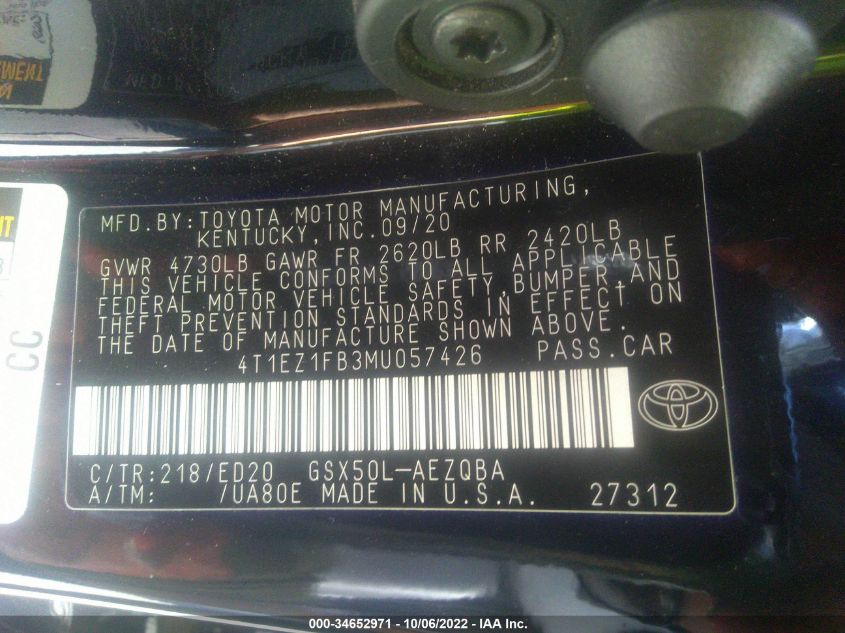 MENT
CC
MFD.BY:TOYOTA MOTOR MANUFACTURING,
KENTUCKY,INC.09/20
GVWR 4730LB GAWR FR 2620LB RR 2420LB
THIS VEHICLE CONFORMS TO ALL APPLICABLE
FEDERAL MOTOR VEHICLE SAFETY,BUMPER,AND
THEFT PREVENTION STANDARDS IN EFFECT ON
THE DATE OF MANUFACTURE SHOWN ABOVE.
4T1EZ1FB3MU057426 PASS.CAR
C/TR:218/ED20 GSX50L-AEZQBA
A/TM: /UA80E MADE IN U.S.A. 27312
000-34652971 - 10/06/2022 - IAA Inc.